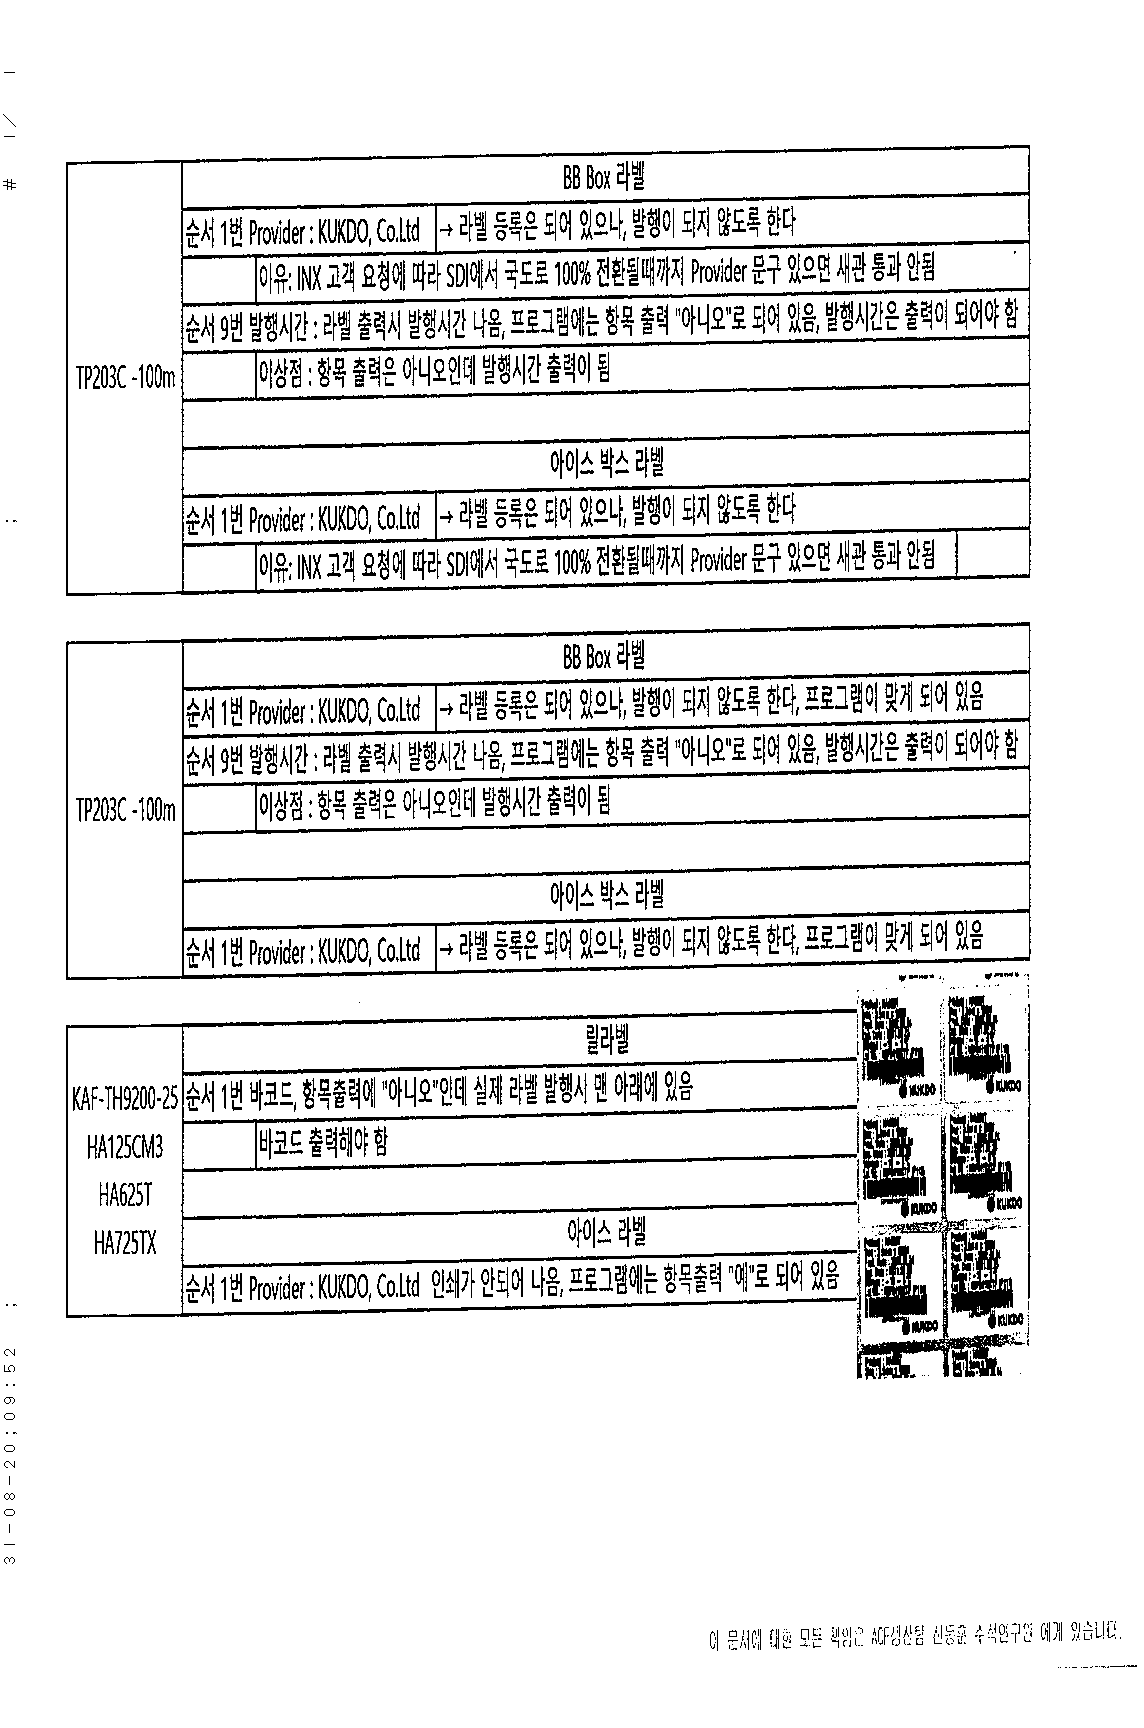 BB Box 라벨
순서 1번 Provider : KUKDO, Co.Ltd → 라벨 등록은 되어 있으나, 발행이 되지 않도록 한다
이유: INX 고객 요청에 따라 SDI에서 국도로 100% 전환될때까지 Provider 문구 있으면 새관 통과 안됨
순서 9번 발행시간 : 라벨 출력시 발행시간 나옴, 프로그램에는 항목 출력 "아니오"로 되어 있음, 발행시간은 출력이 되어야 함
TP203C -100m
이상점 : 항목 출력은 아니오인데 발행시간 출력이 됨
아이스 박스 라벨
순서 1번 Provider : KUKDO, Co.Ltd → 라벨 등록은 되어 있으나, 발행이 되지 않도록 한다
이유: INX 고객 요청에 따라 SDI에서 국도로 100% 전환될때까지 Provider 문구 있으면 새관 통과 안됨
BB Box 라벨
순서 1번 Provider : KUKDO, Co.Ltd → 라벨 등록은 되어 있으나, 발행이 되지 않도록 한다, 프로그램이 맞게 되어 있음
순서 9번 발행시간 : 라벨 출력시 발행시간 나옴, 프로그램에는 항목 출력 "아니오"로 되어 있음, 발행시간은 출력이 되어야 함
TP203C -100m
이상점 : 항목 출력은 아니오인데 발행시간 출력이 됨
아이스 박스 라벨
순서 1번 Provider : KUKDO, Co.Ltd → 라벨 등록은 되어 있으나, 발행이 되지 않도록 한다, 프로그램이 맞게 되어 있음
릴라벨
KAF-TH9200-25
순서 1번 바코드, 항목출력에 "아니오"인데 실제 라벨 발행시 맨 아래에 있음
HA125CM3
바코드 출력해야 함
HA625T
HA725TX
아이스 라벨
순서 1번 Provider : KUKDO, Co.Ltd 인쇄가 안되어 나옴, 프로그램에는 항목출력 "예"로 되어 있음
KUKDO
KUKDO
KUKDO
KUKDO
KUKDO
KUKDO
31-08-20;09:52 ; ; # 1/ 1
이 문서에 대한 모든 책임은 ACF생산팀 신동훈 수석연구원 에게 있습니다.